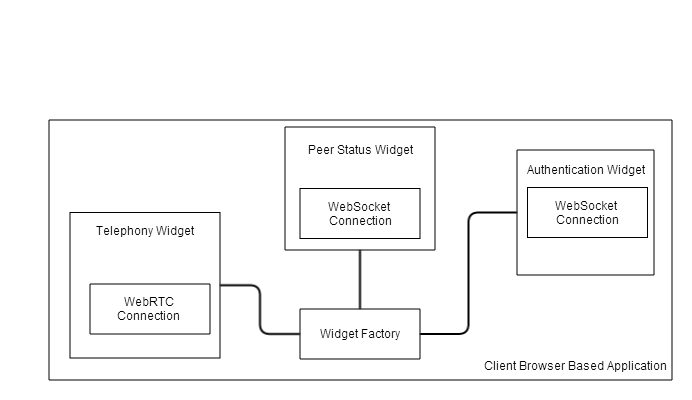 Peer Status Widget
WebSocket
Connection
Authentication Widget
WebSocket
Connection
Telephony Widget
WebRTC
Connection
Widget Factory
Client Browser Based Application